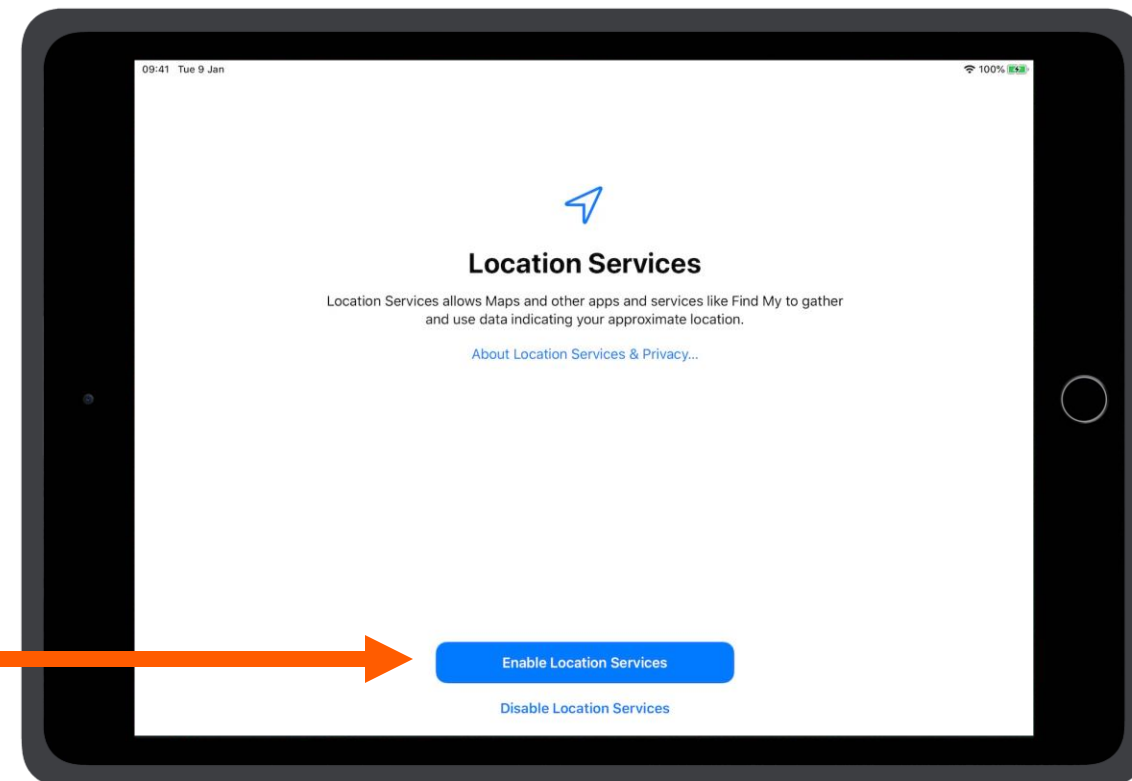 09:41 Tue 9 Jan
100%
Location Services
Location Services allows Maps and other apps and services like Find My to gather
and use data indicating your approximate location.
About Location Services & Privacy...
Enable Location Services
Disable Location Services